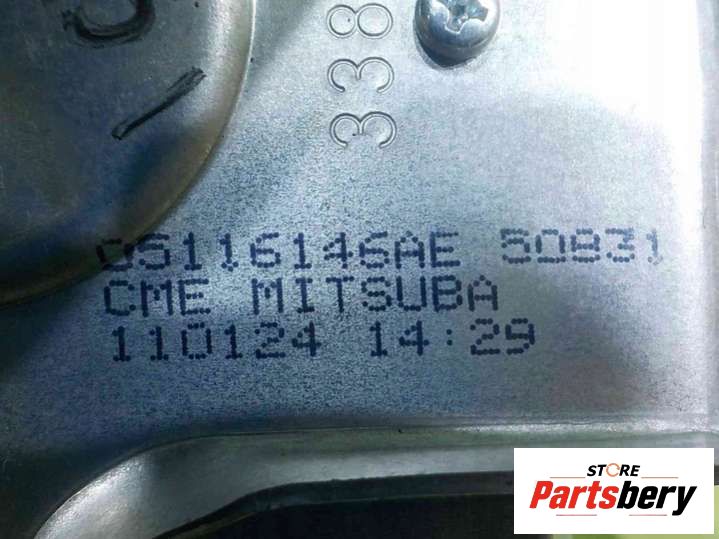 338
05116146AE 50831
CME MITSUBA
110124 14:29
STORE
Partsbery